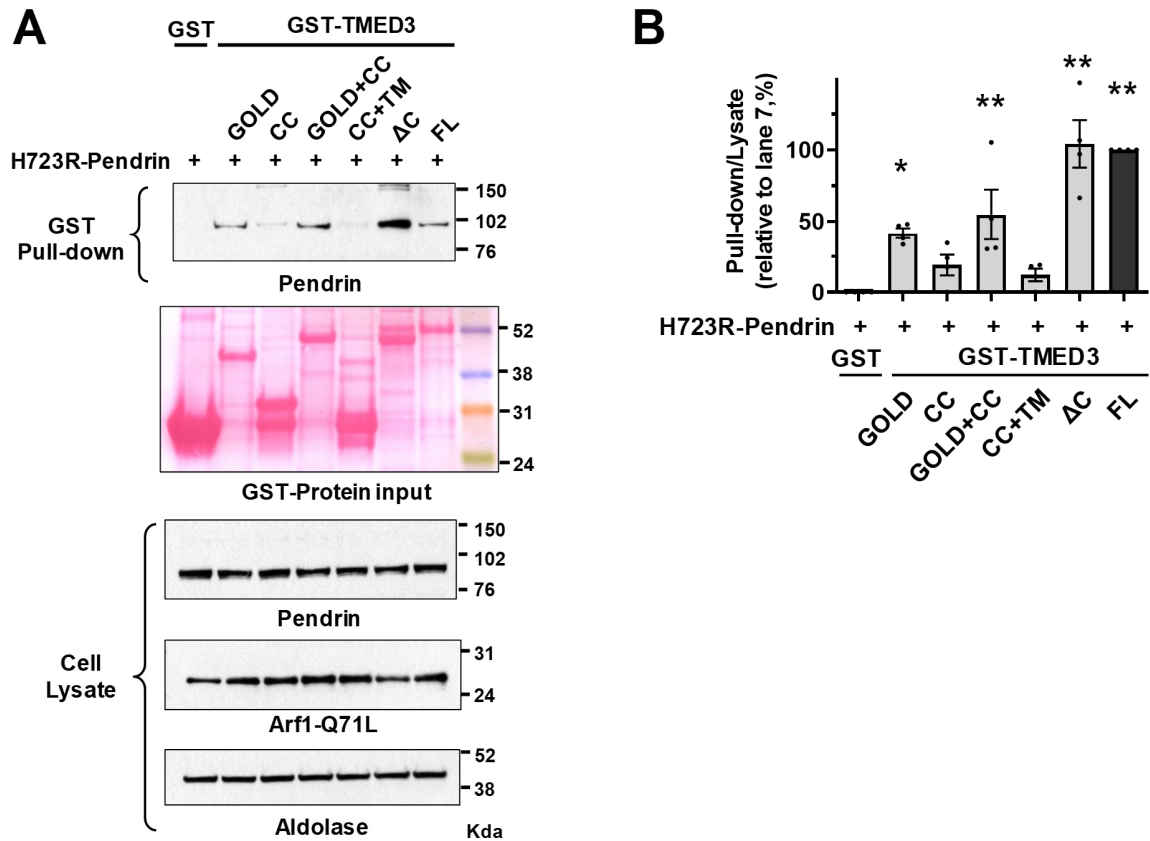 A
GST
GST-TMED3
GOLD
CC
GOLD+CC
CC+TM
ΔC
FL
H723R-Pendrin + + + + + + +
GST
Pull-down
150
102
76
Pendrin
52
38
31
24
GST-Protein input
Cell
Lysate
150
102
76
Pendrin
31
24
Arf1-Q71L
52
38
Aldolase
Kda
B
Pull-down/Lysate
(relative to lane 7,%)
100
50
0
*
**
**
**
H723R-Pendrin + + + + + + +
GST
GST-TMED3
GOLD
CC
GOLD+CC
CC+TM
ΔC
FL